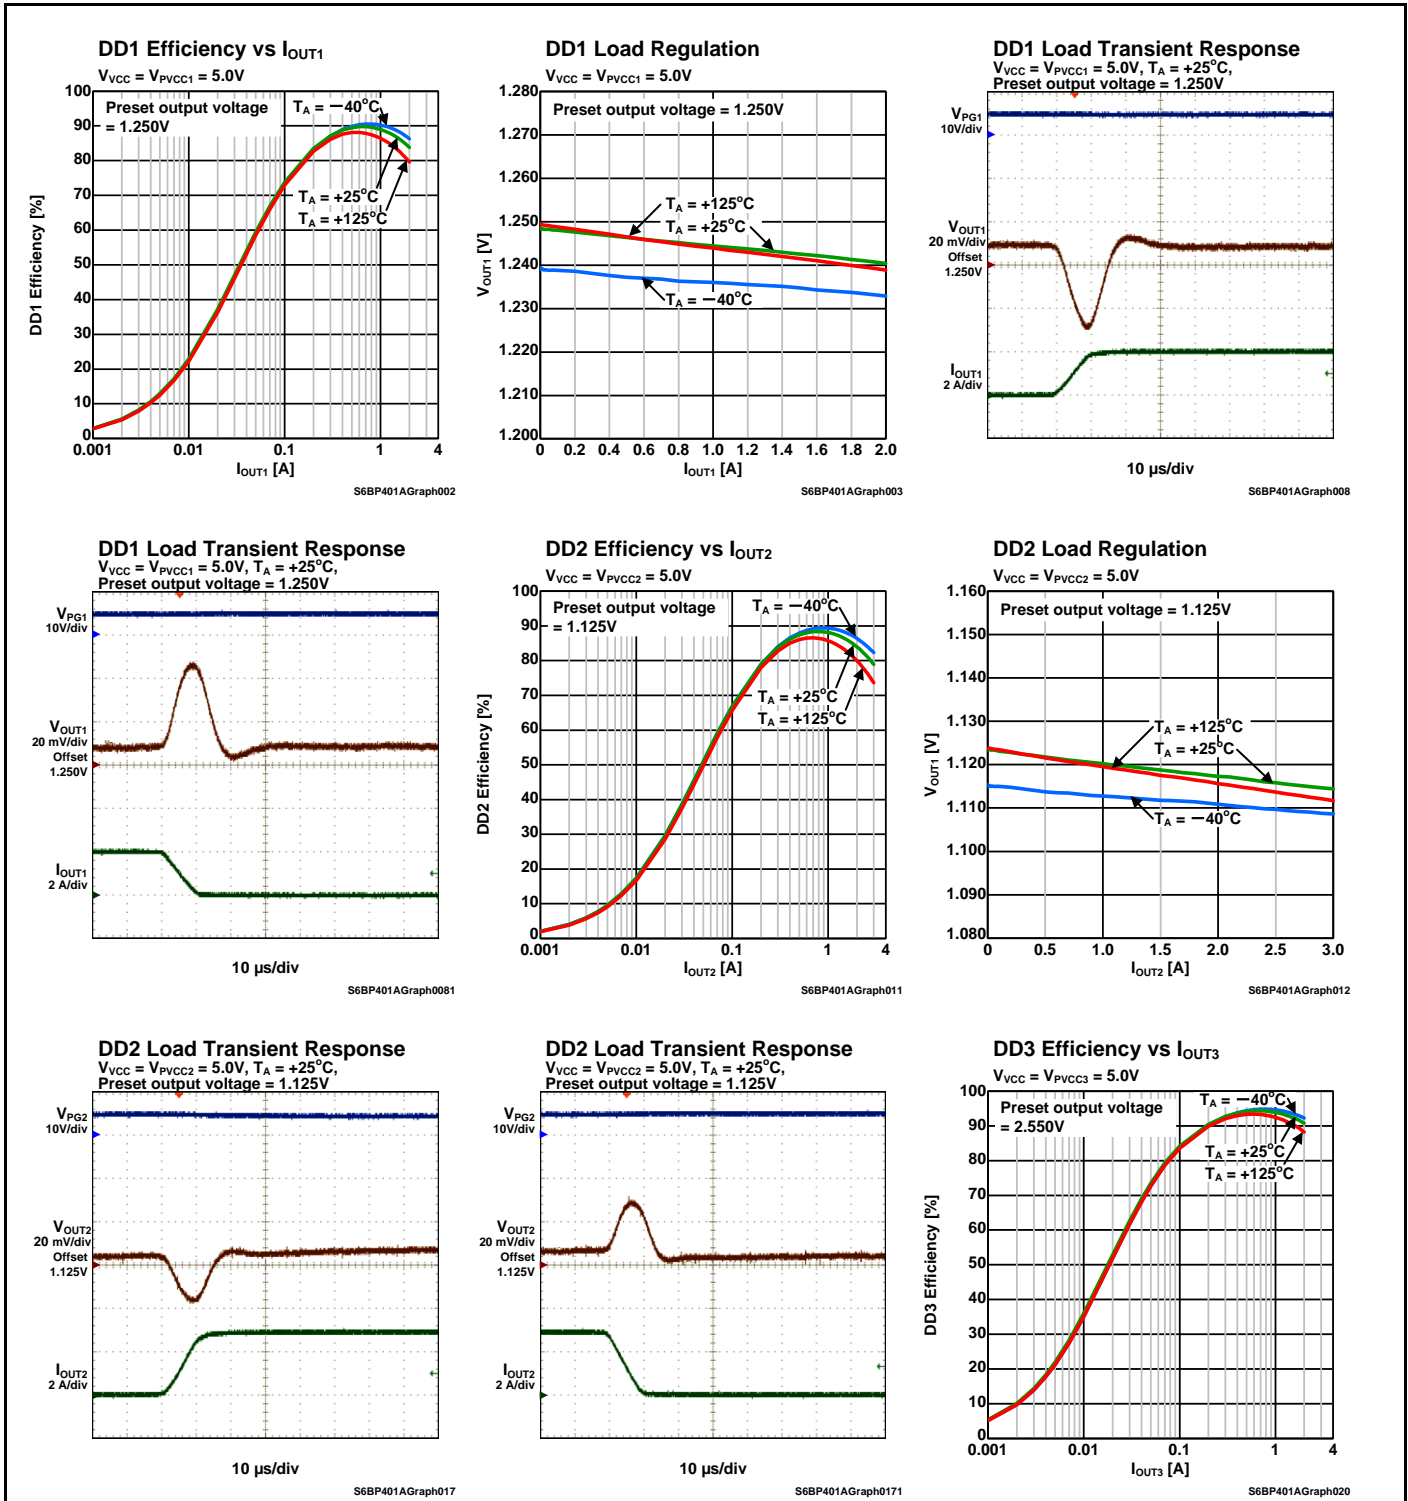 DD1 Efficiency vs IOUT1
VVCC = VPVCC1 = 5.0V
Preset output voltage
= 1.250V
TA = −40°C
TA = +25°C
TA = +125°C
DD1 Efficiency [%]
100
90
80
70
60
50
40
30
20
10
0
0.001 0.01 0.1 1 4
IOUT1 [A]
S6BP401AGraph002
DD1 Load Regulation
VVCC = VPVCC1 = 5.0V
Preset output voltage = 1.250V
TA = +125°C
TA = +25°C
TA = −40°C
VOUT1 [V]
1.280
1.270
1.260
1.250
1.240
1.230
1.220
1.210
1.200
0 0.2 0.4 0.6 0.8 1.0 1.2 1.4 1.6 1.8 2.0
IOUT1 [A]
S6BP401AGraph003
DD1 Load Transient Response
VVCC = VPVCC1 = 5.0V, TA = +25°C,
Preset output voltage = 1.250V
VPG1
10V/div
VOUT1
20 mV/div
Offset
1.250V
IOUT1
2 A/div
10 µs/div
S6BP401AGraph008
DD1 Load Transient Response
VVCC = VPVCC1 = 5.0V, TA = +25°C,
Preset output voltage = 1.250V
VPG1
10V/div
VOUT1
20 mV/div
Offset
1.250V
IOUT1
2 A/div
10 µs/div
S6BP401AGraph0081
DD2 Efficiency vs IOUT2
VVCC = VPVCC2 = 5.0V
Preset output voltage
= 1.125V
TA = −40°C
TA = +25°C
TA = +125°C
DD2 Efficiency [%]
100
90
80
70
60
50
40
30
20
10
0
0.001 0.01 0.1 1 4
IOUT2 [A]
S6BP401AGraph011
DD2 Load Regulation
VVCC = VPVCC2 = 5.0V
Preset output voltage = 1.125V
TA = +125°C
TA = +25°C
TA = −40°C
VOUT1 [V]
1.160
1.150
1.140
1.130
1.120
1.110
1.100
1.090
1.080
0 0.5 1.0 1.5 2.0 2.5 3.0
IOUT2 [A]
S6BP401AGraph012
DD2 Load Transient Response
VVCC = VPVCC2 = 5.0V, TA = +25°C,
Preset output voltage = 1.125V
VPG2
10V/div
VOUT2
20 mV/div
Offset
1.125V
IOUT2
2 A/div
10 µs/div
S6BP401AGraph017
DD2 Load Transient Response
VVCC = VPVCC2 = 5.0V, TA = +25°C,
Preset output voltage = 1.125V
VPG2
10V/div
VOUT2
20 mV/div
Offset
1.125V
IOUT2
2 A/div
10 µs/div
S6BP401AGraph0171
DD3 Efficiency vs IOUT3
VVCC = VPVCC3 = 5.0V
Preset output voltage
= 2.550V
TA = −40°C
TA = +25°C
TA = +125°C
DD3 Efficiency [%]
100
90
80
70
60
50
40
30
20
10
0
0.001 0.01 0.1 1 4
IOUT3 [A]
S6BP401AGraph020